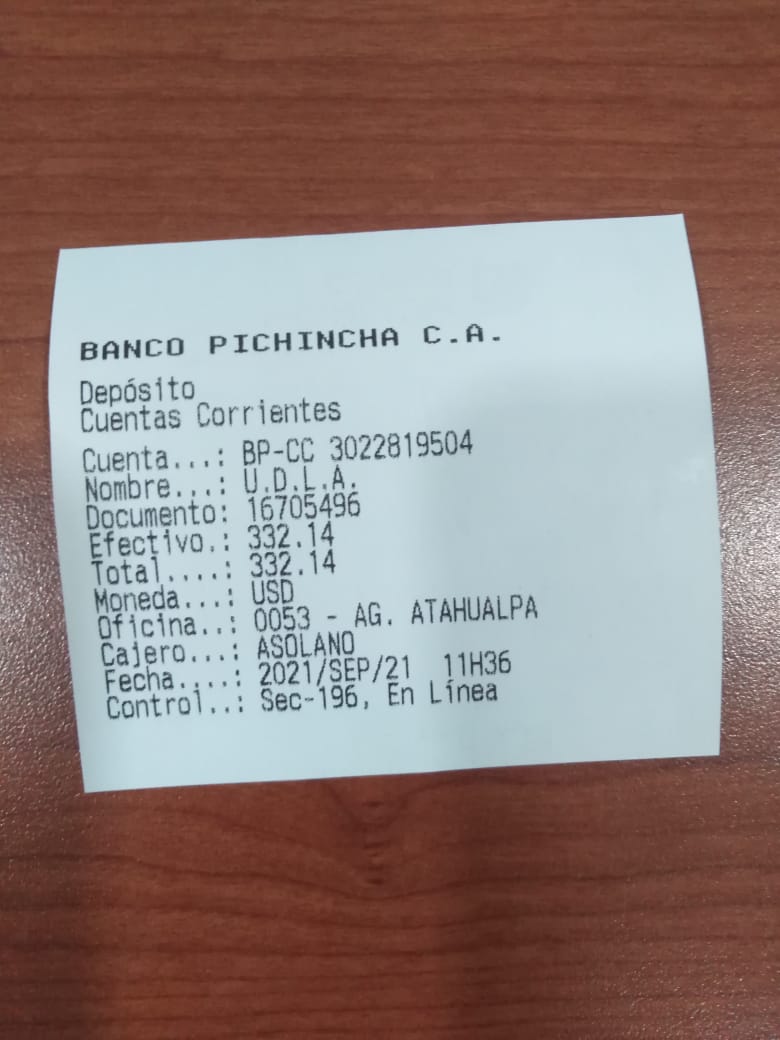 BANCO PICHINCHA C.A.
Depósito
Cuentas Corrientes
Cuenta...: BP-CC 3022819504
Nombre...: U.D.L.A.
Documento: 16705496
Efectivo.: 332.14
Total....: 332.14
Moneda...: USD
Oficina..: 0053 - AG. ATAHUALPA
Cajero...: ASOLANO
Fecha....: 2021/SEP/21 11H36
Control..: Sec-196, En Línea